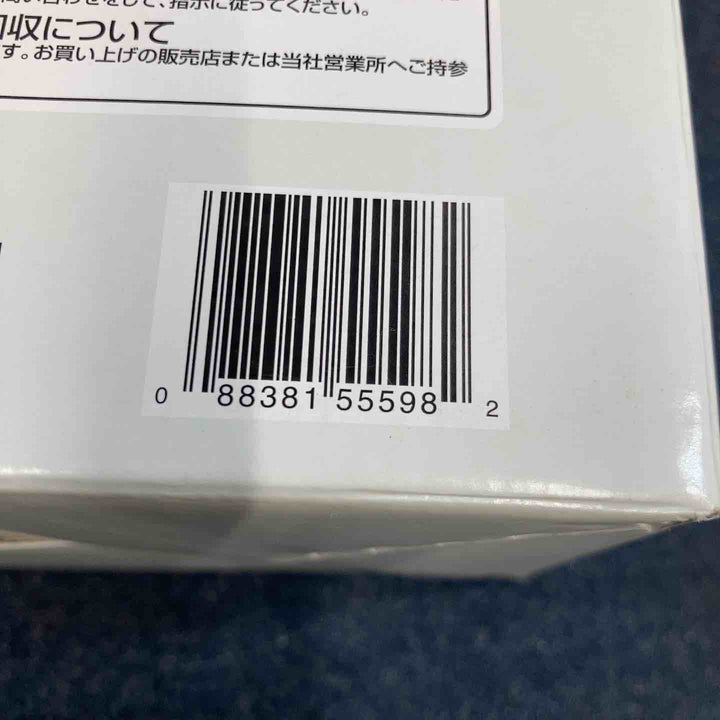 問い合わせをして、指示に従ってください。
回収について
す。お買い上げの販売店または当社営業所へご持参
0 88381 55598 2